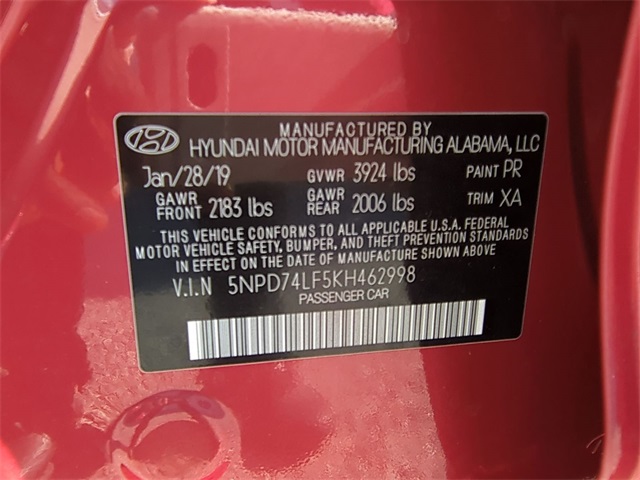 MANUFACTURED BY
HYUNDAI MOTOR MANUFACTURING ALABAMA, LLC
Jan/28/19 GVWR 3924 lbs PAINT PR
GAWR FRONT 2183 lbs GAWR REAR 2006 lbs TRIM XA
THIS VEHICLE CONFORMS TO ALL APPLICABLE U.S.A. FEDERAL
MOTOR VEHICLE SAFETY, BUMPER, AND THEFT PREVENTION STANDARDS
IN EFFECT ON THE DATE OF MANUFACTURE SHOWN ABOVE
V.I.N 5NPD74LF5KH462998
PASSENGER CAR